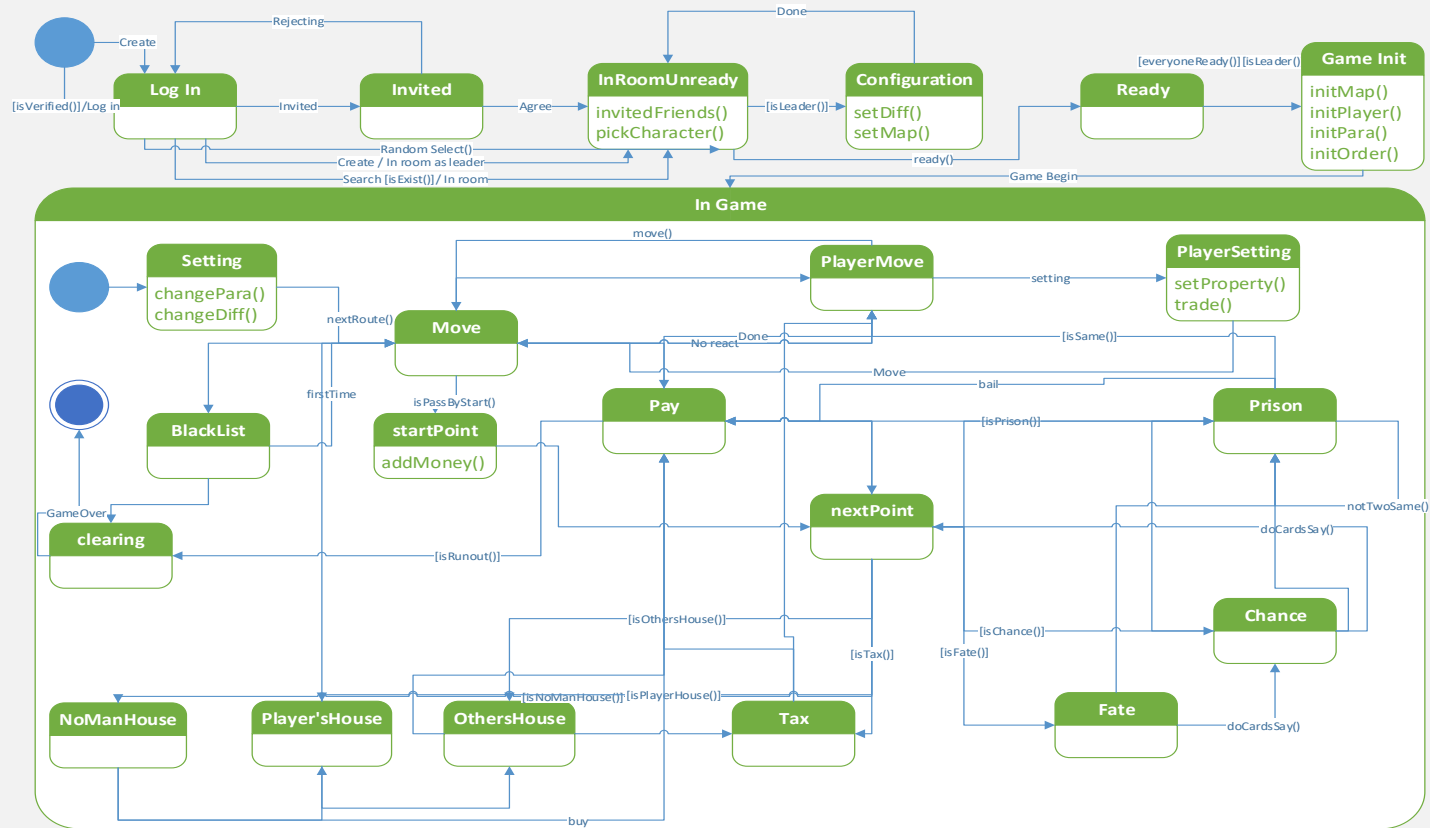 Create
[isVerified()]/Log in
Log In
Rejecting
Invited
Invited
Agree
InRoomUnready
invitedFriends()
pickCharacter()
Done
[isLeader()]
Configuration
setDiff()
setMap()
Ready
[everyoneReady()][isLeader()
Game Init
initMap()
initPlayer()
initPara()
initOrder()
Random Select()
Create / In room as leader
Search [isExist()]/ In room
ready()
Game Begin
In Game
Setting
changePara()
changeDiff()
move()
PlayerMove
setting
PlayerSetting
setProperty()
trade()
nextRoute()
Move
Done
No react
[isSame()]
Move
bail
firstTime
isPassByStart()
BlackList
startPoint
addMoney()
Pay
[isPrison()]
Prison
GameOver
clearing
[isRunout()]
nextPoint
notTwoSame()
doCardsSay()
[isOthersHouse()]
[isTax()]
[isChance()]
[isFate()]
Chance
[isNoManHouse()]
[isPlayerHouse()]
NoManHouse
Player'sHouse
OthersHouse
Tax
Fate
doCardsSay()
buy